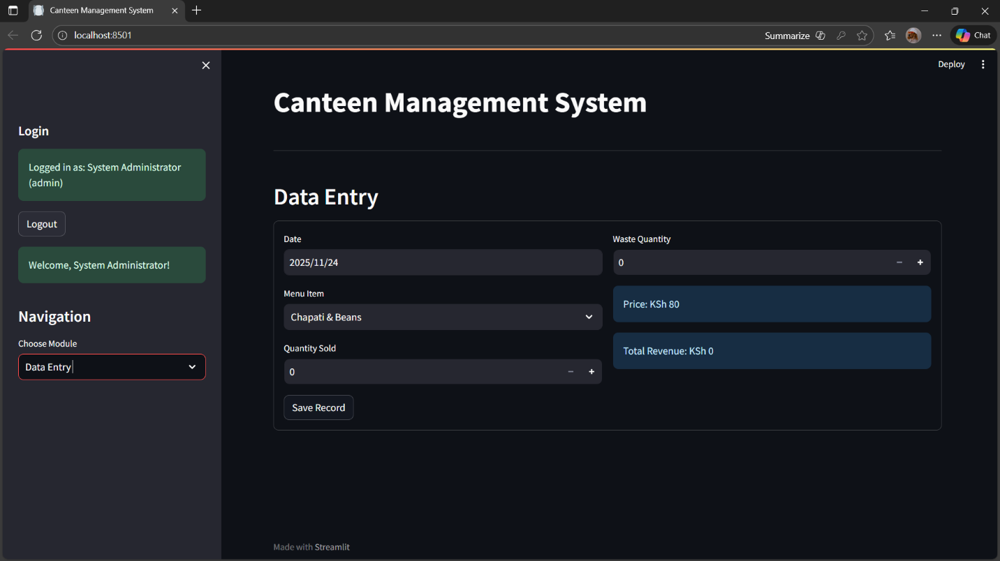 Canteen Management System
localhost:8501
Summarize
Chat
Deploy
Login
Logged in as: System Administrator
(admin)
Logout
Welcome, System Administrator!
Navigation
Choose Module
Data Entry
Canteen Management System
Data Entry
Date
2025/11/24
Menu Item
Chapati & Beans
Quantity Sold
0
Save Record
Waste Quantity
0
Price: KSh 80
Total Revenue: KSh 0
Made with Streamlit